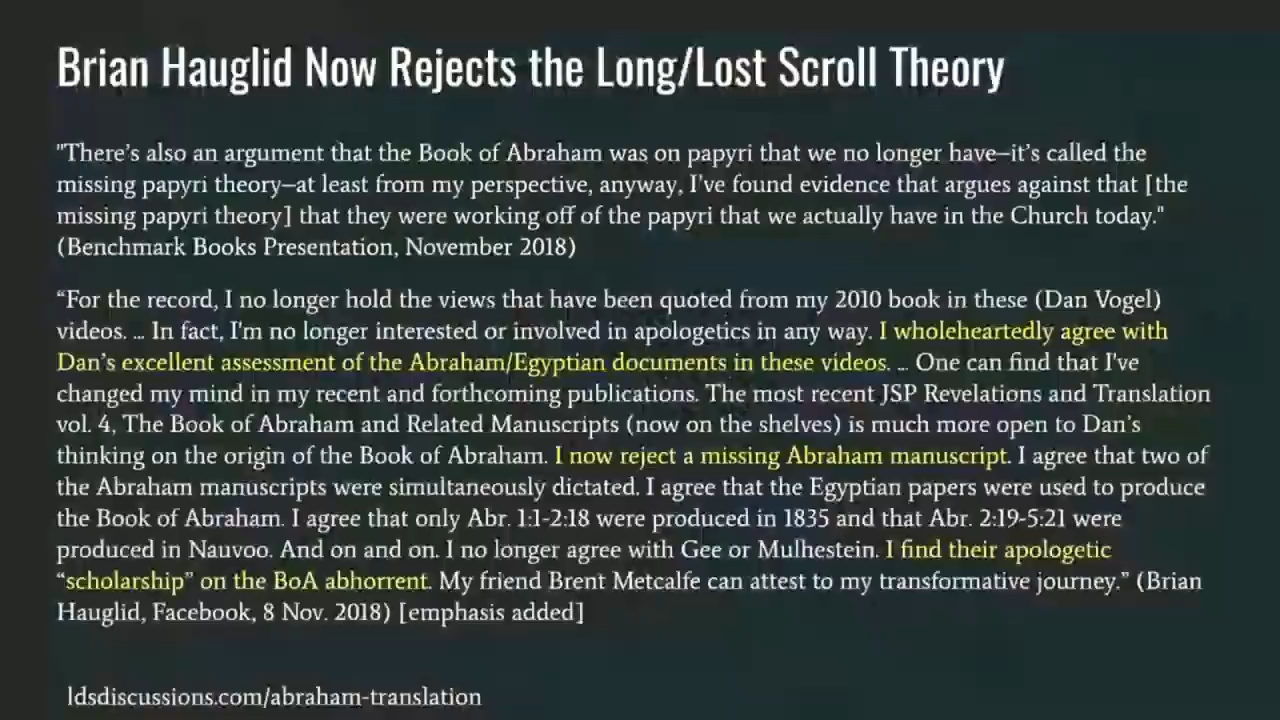 Brian Hauglid Now Rejects the Long/Lost Scroll Theory
"There's also an argument that the Book of Abraham was on papyri that we no longer have–it's called the
missing papyri theory–at least from my perspective, anyway, I've found evidence that argues against that [the
missing papyri theory] that they were working off of the papyri that we actually have in the Church today."
(Benchmark Books Presentation, November 2018)
“For the record, I no longer hold the views that have been quoted from my 2010 book in these (Dan Vogel)
videos. … In fact, I'm no longer interested or involved in apologetics in any way. I wholeheartedly agree with
Dan's excellent assessment of the Abraham/Egyptian documents in these videos. … One can find that I've
changed my mind in my recent and forthcoming publications. The most recent JSP Revelations and Translation
vol. 4, The Book of Abraham and Related Manuscripts (now on the shelves) is much more open to Dan's
thinking on the origin of the Book of Abraham. I now reject a missing Abraham manuscript. I agree that two of
the Abraham manuscripts were simultaneously dictated. I agree that the Egyptian papers were used to produce
the Book of Abraham. I agree that only Abr. 1:1-2:18 were produced in 1835 and that Abr. 2:19-5:21 were
produced in Nauvoo. And on and on. I no longer agree with Gee or Mulhestein. I find their apologetic
“scholarship” on the BoA abhorrent. My friend Brent Metcalfe can attest to my transformative journey.” (Brian
Hauglid, Facebook, 8 Nov. 2018) [emphasis added]
ldsdiscussions.com/abraham-translation